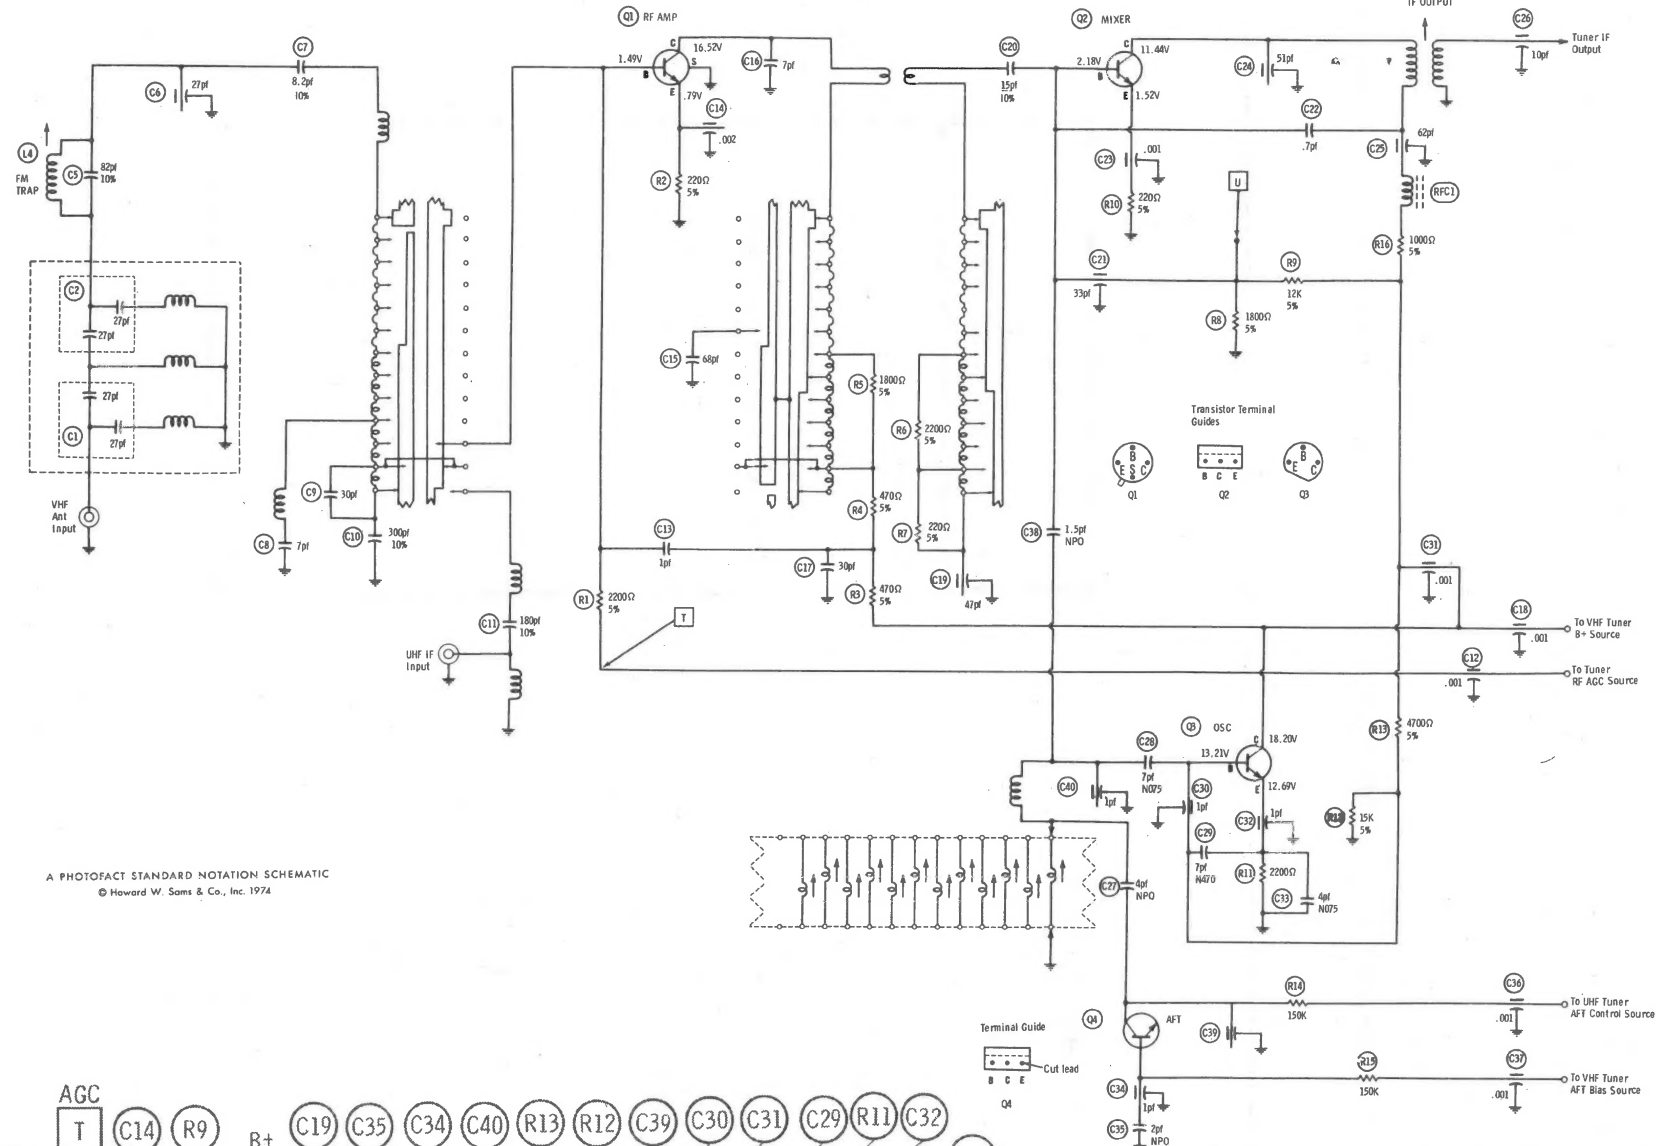 IF OUTPUT
Q1 RF AMP
Q2 MIXER
C26
10pf
Tuner IF
Output
C7
8.2pf
10%
C6
27pf
1.49V
B
C
16.52V
S
E
.79V
C16
7pf
C14
.002
R2
220Ω
5%
C20
15pf
10%
2.18V
B
C
11.44V
E
1.52V
C24
51pf
C22
.7pf
C25
62pf
RFC1
C23
.001
R10
220Ω
5%
U
R16
1000Ω
5%
L4
FM
TRAP
C5
82pf
10%
C21
33pf
R9
12K
5%
R8
1800Ω
5%
C2
27pf
27pf
27pf
C1
27pf
VHF
Ant
Input
C15
68pf
R5
1800Ω
5%
R6
2200Ω
5%
Transistor Terminal
Guides
B
E S C
Q1
B C E
Q2
B
E C
Q3
C9
30pf
C8
7pf
C10
300pf
10%
R4
470Ω
5%
R7
220Ω
5%
C38
1.5pf
NPO
C13
1pf
C17
30pf
R3
470Ω
5%
C19
47pf
C31
.001
R1
2200Ω
5%
T
C11
180pf
10%
UHF IF
Input
C18
.001
To VHF Tuner
B+ Source
C12
.001
To Tuner
RF AGC Source
Q3 OSC
C
18.20V
13.21V
B
E
12.69V
R13
4700Ω
5%
C28
7pf
N075
C40
1pf
C30
1pf
C32
1pf
15K
5%
C29
7pf
N470
R11
2200Ω
C33
4pf
N075
C27
4pf
NPO
A PHOTOFACT STANDARD NOTATION SCHEMATIC
© Howard W. Sams & Co., Inc. 1974
R14
150K
C36
.001
To UHF Tuner
AFT Control Source
Q4
AFT
C39
Terminal Guide
Cut lead
B C E
Q4
R15
150K
C37
.001
To VHF Tuner
AFT Bias Source
C34
1pf
C35
2pf
NPO
AGC
T C14 R9 B+ C19 C35 C34 C40 R13 R12 C39 C30 C31 C29 R11 C32